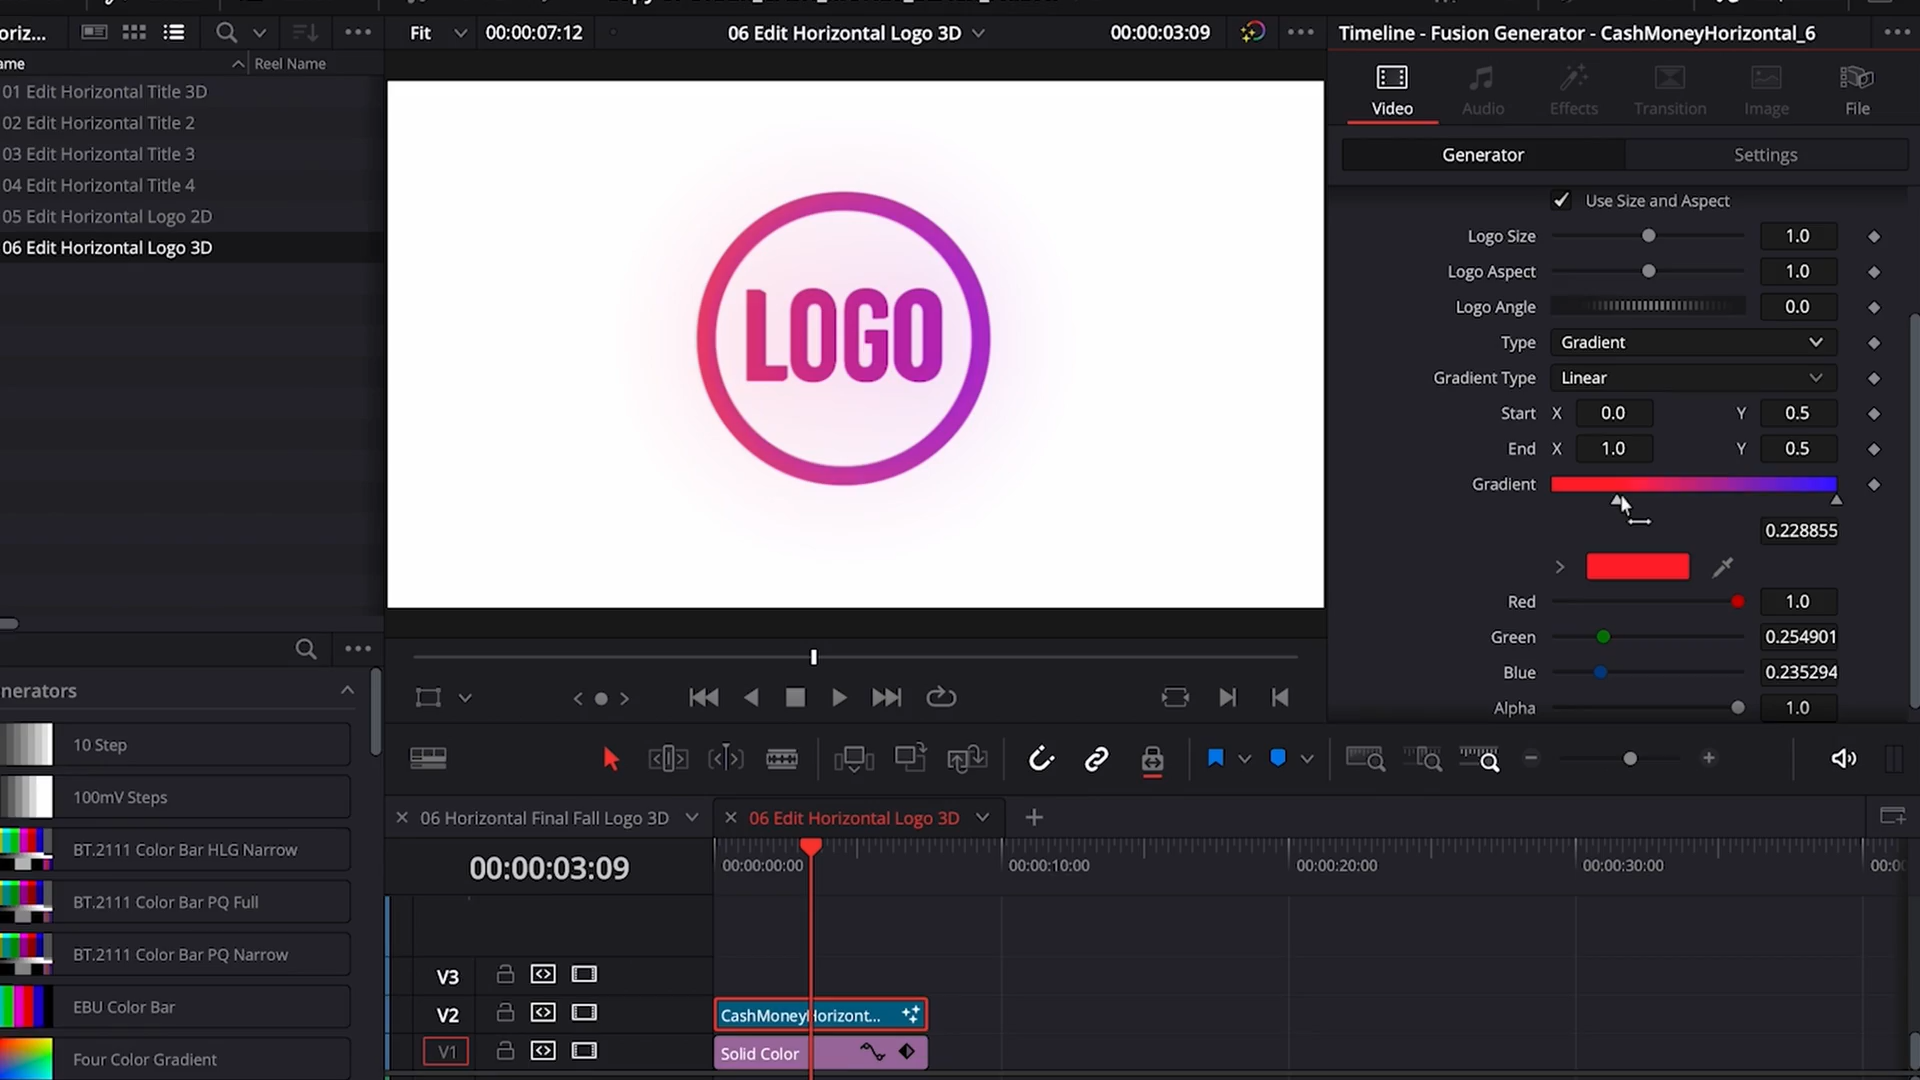 oriz...
Fit
00:00:07:12
06 Edit Horizontal Logo 3D
00:00:03:09
Timeline - Fusion Generator - CashMoneyHorizontal_6
ame
Reel Name
01 Edit Horizontal Title 3D
02 Edit Horizontal Title 2
03 Edit Horizontal Title 3
04 Edit Horizontal Title 4
05 Edit Horizontal Logo 2D
06 Edit Horizontal Logo 3D
LOGO
Video
Audio
Effects
Transition
Image
File
Generator
Settings
Use Size and Aspect
Logo Size 1.0
Logo Aspect 1.0
Logo Angle 0.0
Type Gradient
Gradient Type Linear
Start X 0.0 Y 0.5
End X 1.0 Y 0.5
Gradient
0.228855
Red 1.0
Green 0.254901
Blue 0.235294
Alpha 1.0
nerators
10 Step
100mV Steps
BT.2111 Color Bar HLG Narrow
BT.2111 Color Bar PQ Full
BT.2111 Color Bar PQ Narrow
EBU Color Bar
Four Color Gradient
06 Horizontal Final Fall Logo 3D
06 Edit Horizontal Logo 3D
00:00:03:09
00:00:00:00
00:00:10:00
00:00:20:00
00:00:30:00
00:0
V3
V2
CashMoneyHorizont...
V1
Solid Color